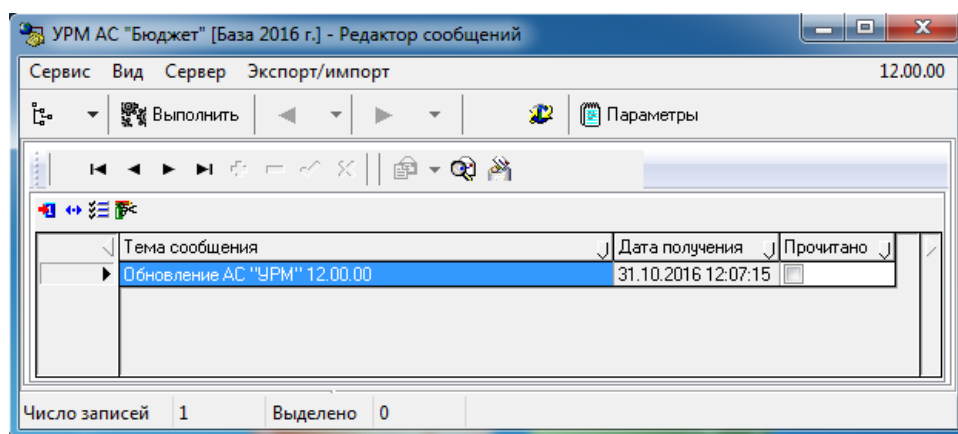 УРМ АС "Бюджет" [База 2016 г.] - Редактор сообщений
Сервис Вид Сервер Экспорт/импорт 12.00.00
Выполнить Параметры
Тема сообщения Дата получения Прочитано
Обновление АС "УРМ" 12.00.00 31.10.2016 12:07:15
Число записей 1 Выделено 0